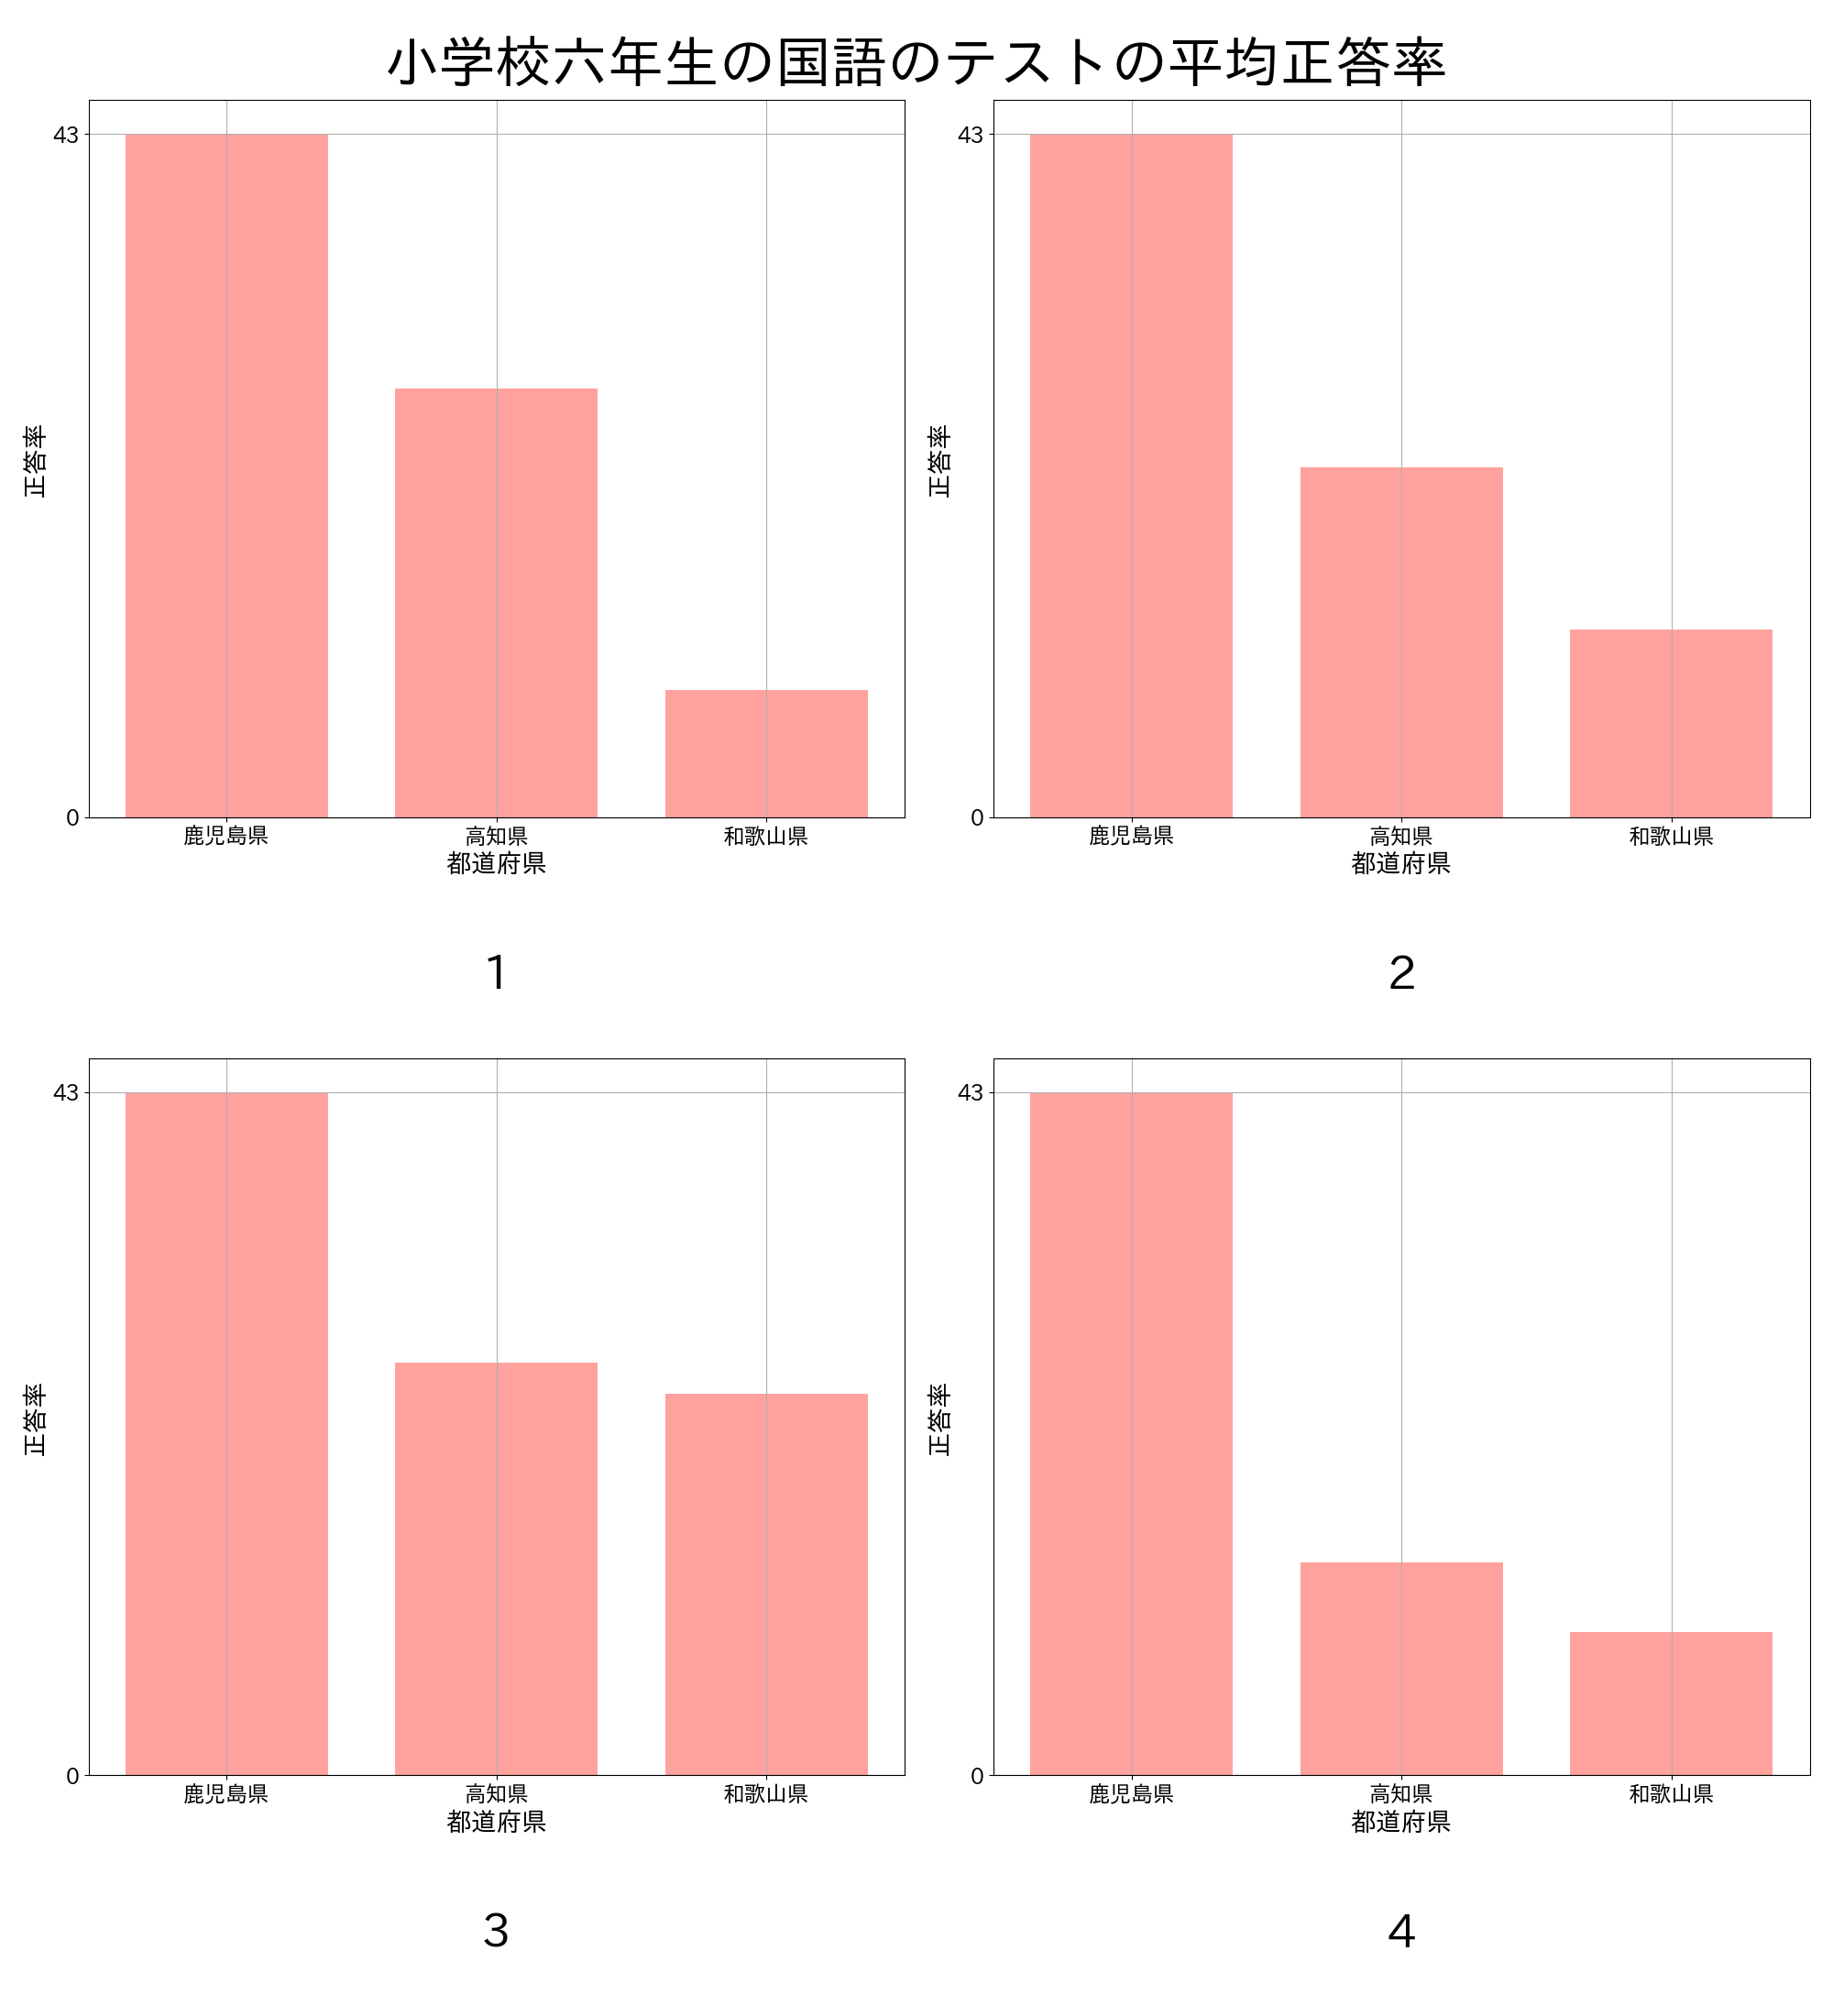 小学校六年生の国語のテストの平均正答率
43
正答率
0
鹿児島県 高知県 和歌山県
都道府県
1
43
正答率
0
鹿児島県 高知県 和歌山県
都道府県
2
43
正答率
0
鹿児島県 高知県 和歌山県
都道府県
3
43
正答率
0
鹿児島県 高知県 和歌山県
都道府県
4